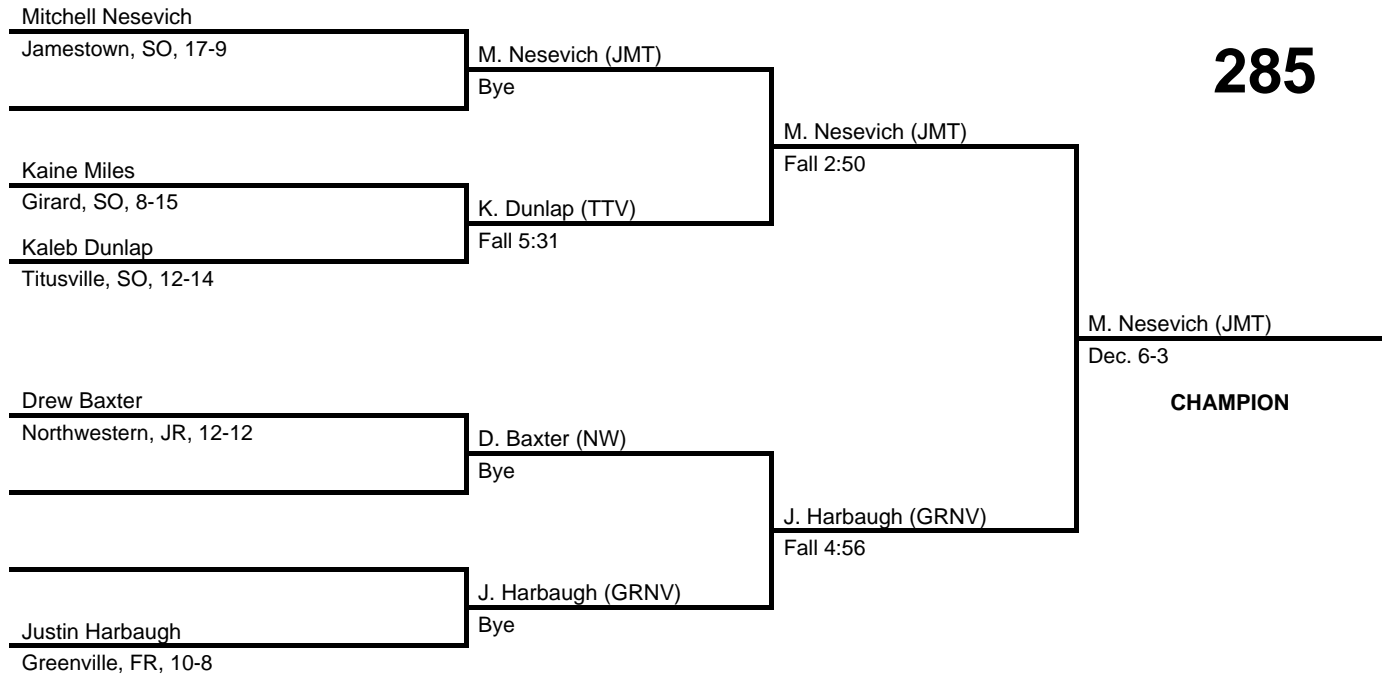 Mitchell Nesevich
Jamestown, SO, 17-9
M. Nesevich (JMT)
Bye
285
M. Nesevich (JMT)
Fall 2:50
Kaine Miles
Girard, SO, 8-15
K. Dunlap (TTV)
Fall 5:31
Kaleb Dunlap
Titusville, SO, 12-14
M. Nesevich (JMT)
Dec. 6-3
CHAMPION
Drew Baxter
Northwestern, JR, 12-12
D. Baxter (NW)
Bye
J. Harbaugh (GRNV)
Fall 4:56
J. Harbaugh (GRNV)
Bye
Justin Harbaugh
Greenville, FR, 10-8